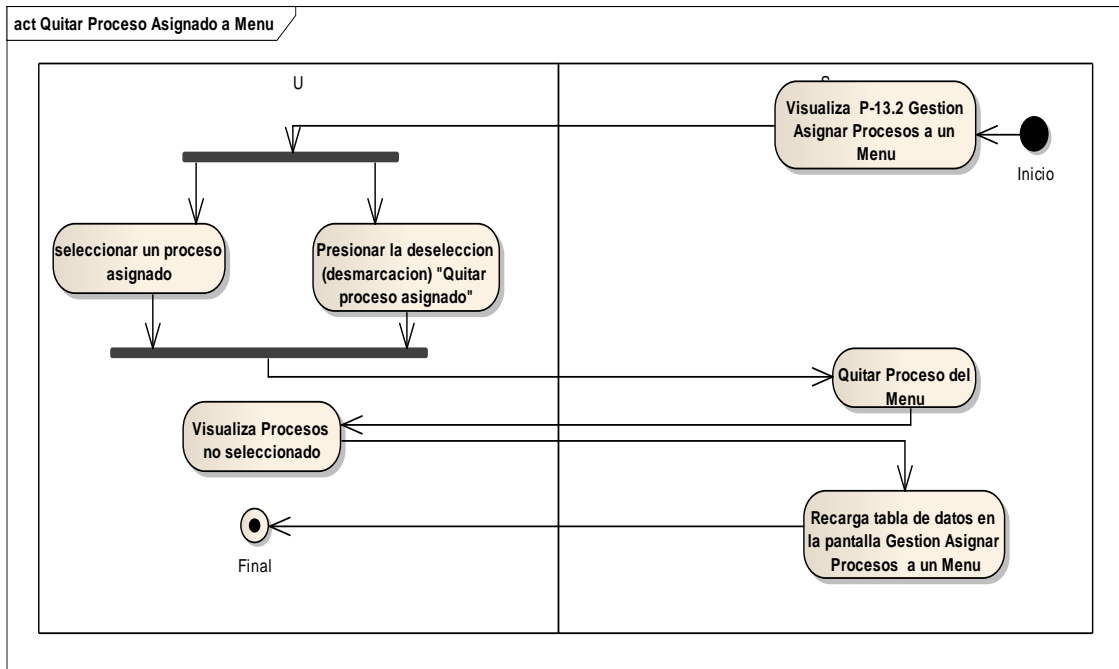 act Quitar Proceso Asignado a Menu
U
Visualiza P-13.2 Gestion
Asignar Procesos a un
Menu
Inicio
seleccionar un proceso
asignado
Presionar la deseleccion
(desmarcacion) "Quitar
proceso asignado"
Quitar Proceso del
Menu
Visualiza Procesos
no seleccionado
Recarga tabla de datos en
la pantalla Gestion Asignar
Procesos a un Menu
Final